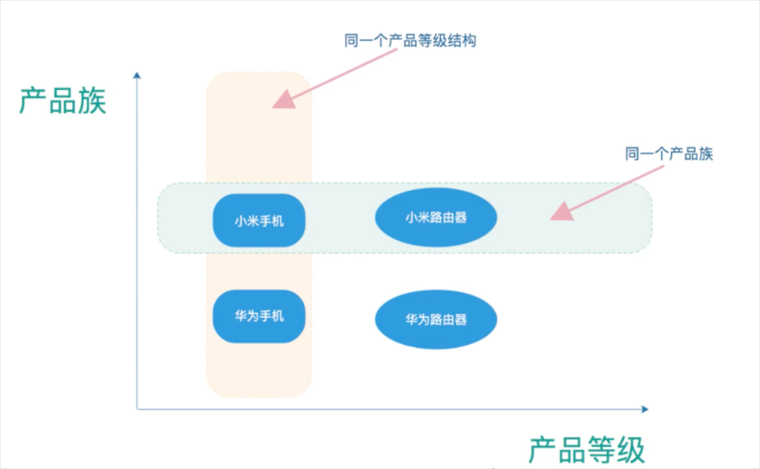 同一个产品等级结构
产品族
同一个产品族
小米手机
小米路由器
华为手机
华为路由器
产品等级